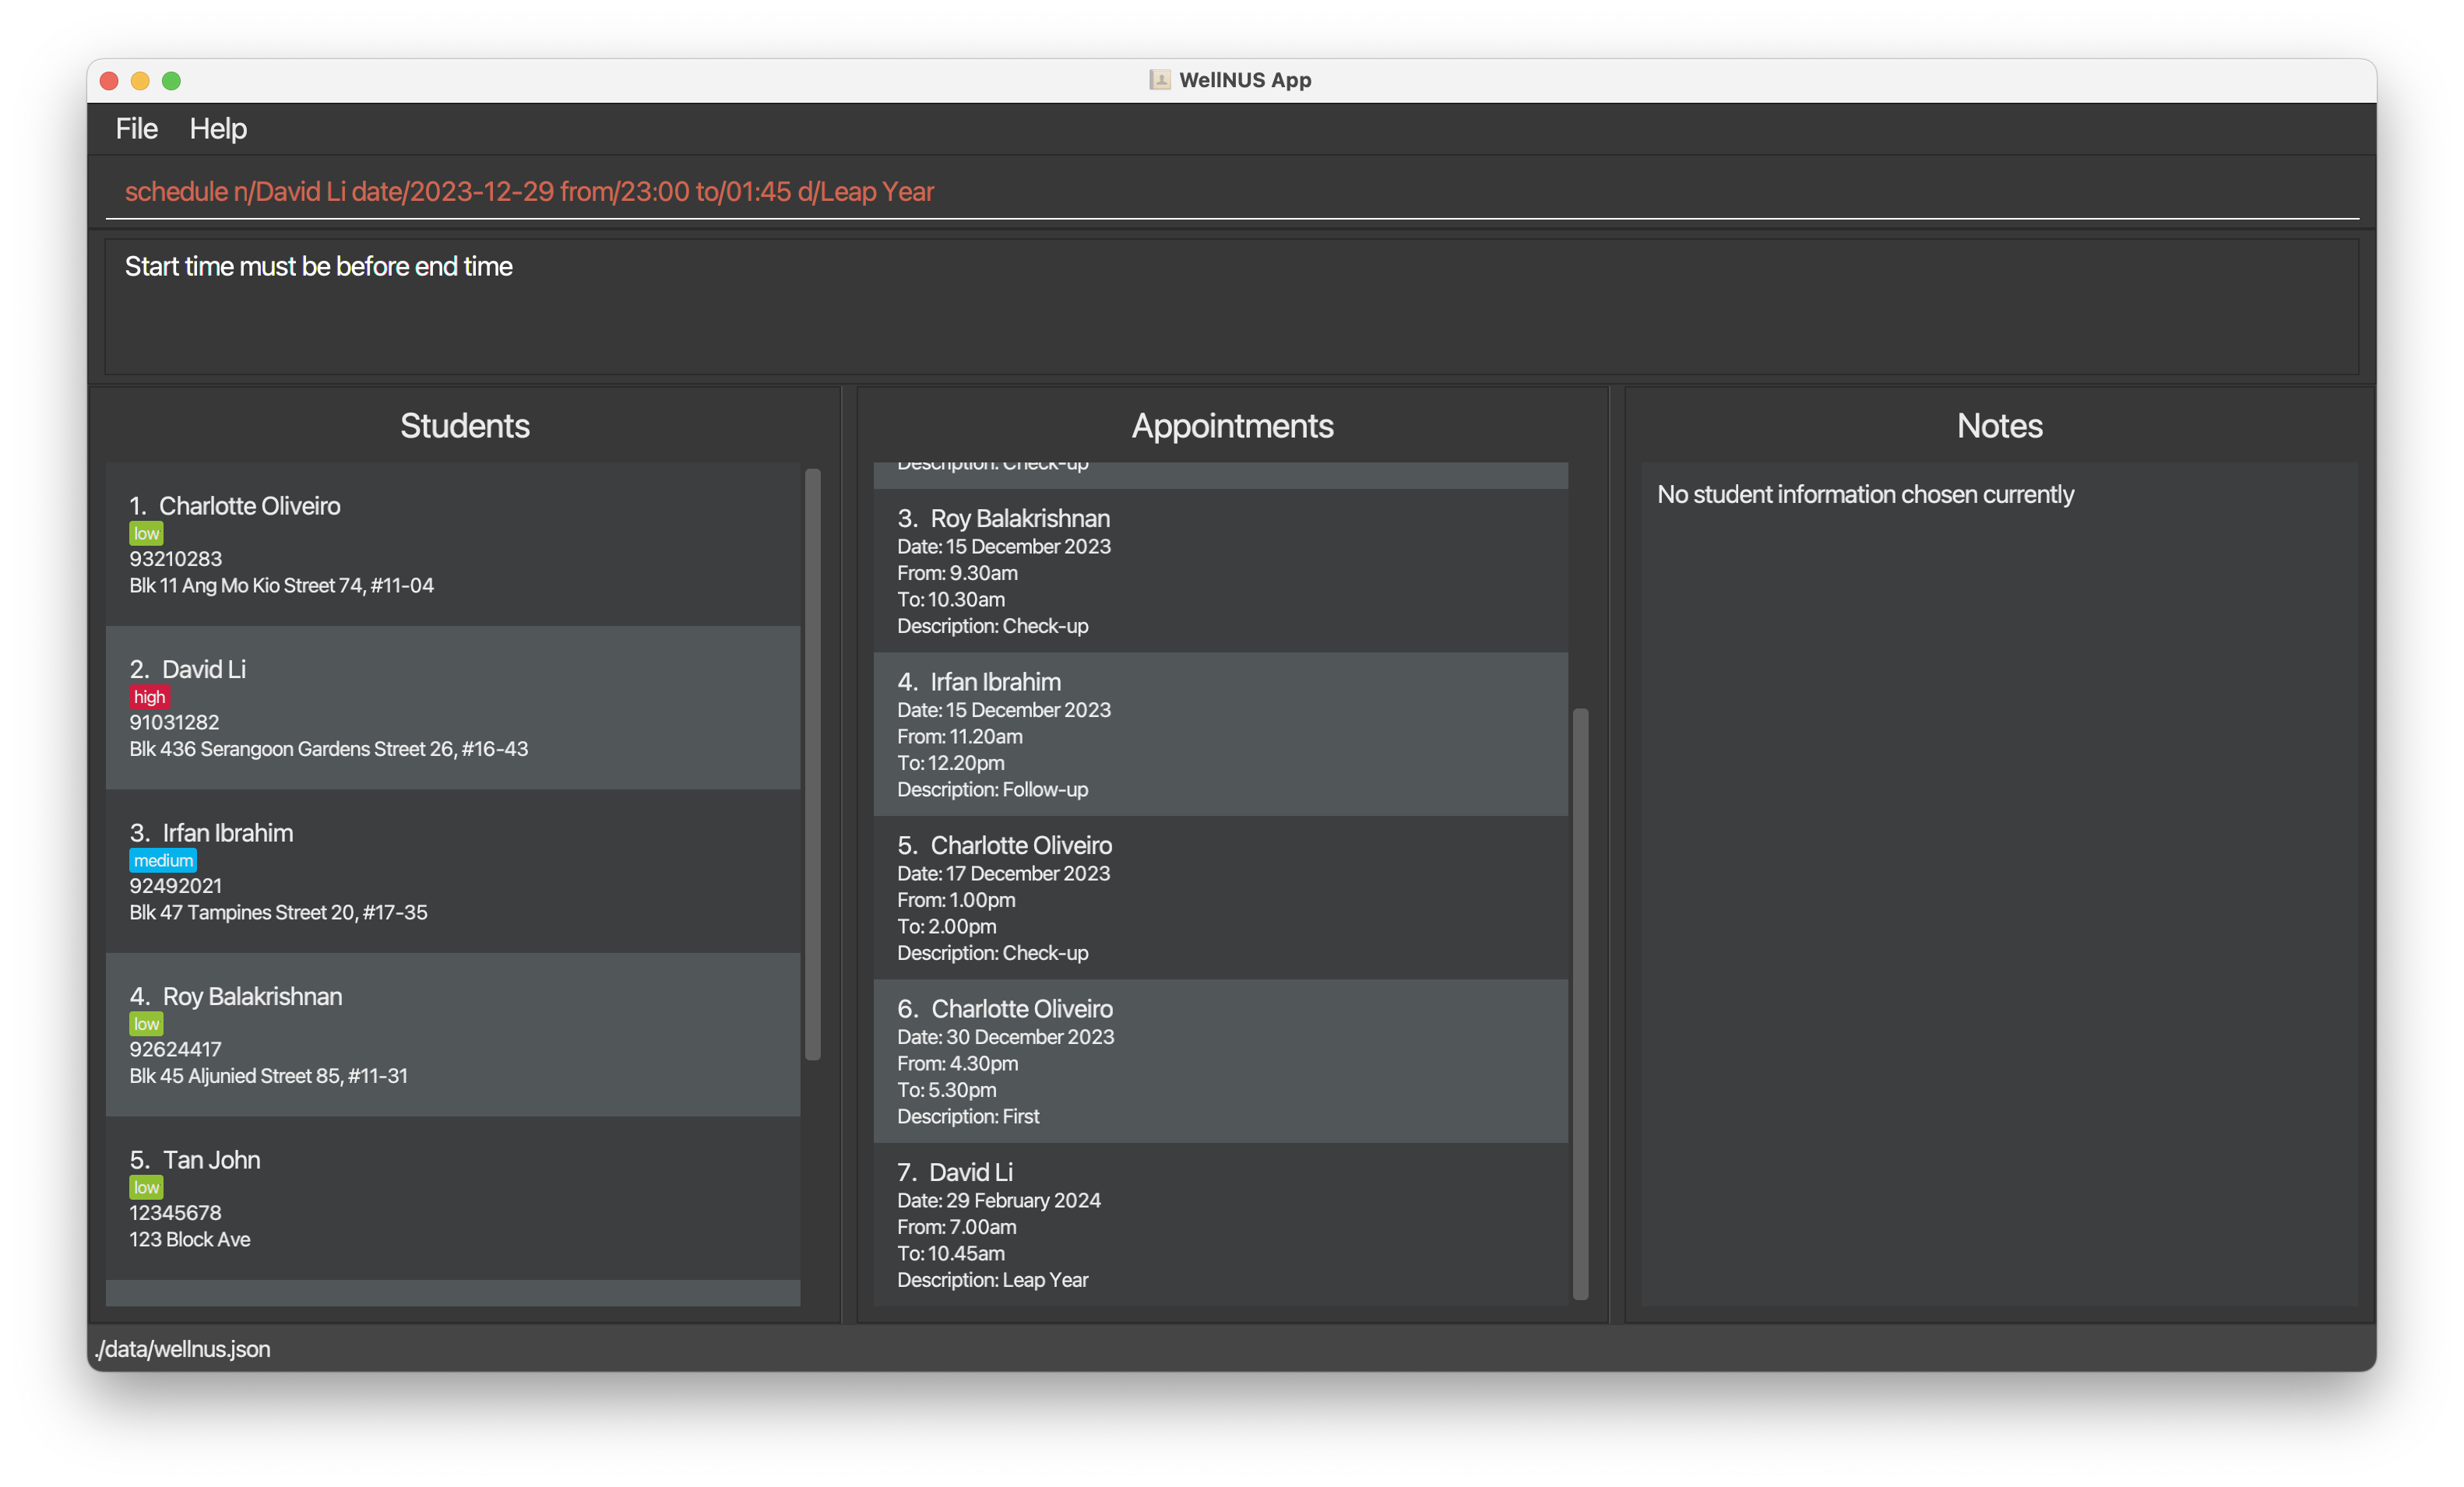 WellNUS App
File Help
schedule n/David Li date/2023-12-29 from/23:00 to/01:45 d/Leap Year
Start time must be before end time
Students
1. Charlotte Oliveiro
low
93210283
Blk 11 Ang Mo Kio Street 74, #11-04
2. David Li
high
91031282
Blk 436 Serangoon Gardens Street 26, #16-43
3. Irfan Ibrahim
medium
92492021
Blk 47 Tampines Street 20, #17-35
4. Roy Balakrishnan
low
92624417
Blk 45 Aljunied Street 85, #11-31
5. Tan John
low
12345678
123 Block Ave
Appointments
Description: Check-up
3. Roy Balakrishnan
Date: 15 December 2023
From: 9.30am
To: 10.30am
Description: Check-up
4. Irfan Ibrahim
Date: 15 December 2023
From: 11.20am
To: 12.20pm
Description: Follow-up
5. Charlotte Oliveiro
Date: 17 December 2023
From: 1.00pm
To: 2.00pm
Description: Check-up
6. Charlotte Oliveiro
Date: 30 December 2023
From: 4.30pm
To: 5.30pm
Description: First
7. David Li
Date: 29 February 2024
From: 7.00am
To: 10.45am
Description: Leap Year
Notes
No student information chosen currently
./data/wellnus.json